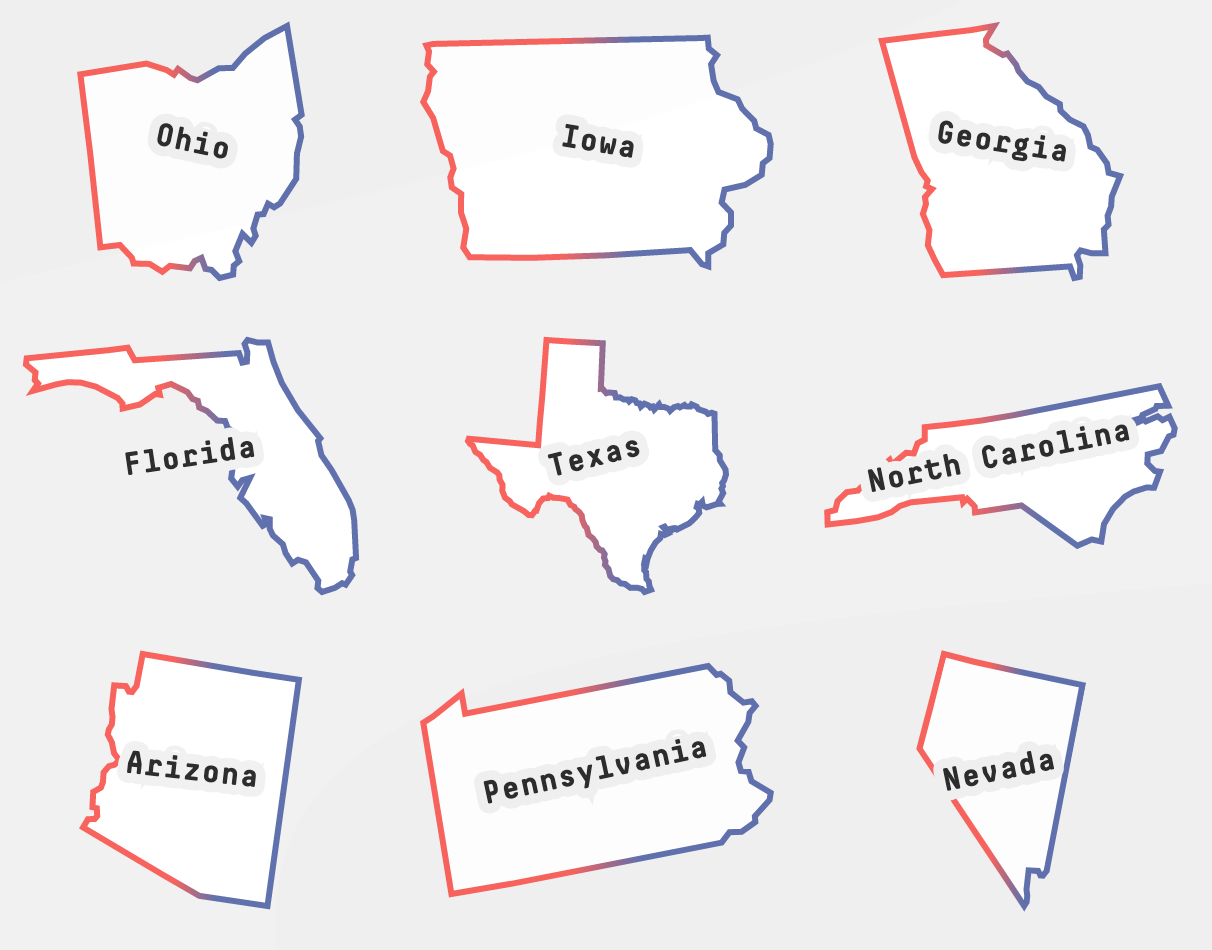 Ohio
Iowa
Georgia
Florida
Texas
North Carolina
Arizona
Pennsylvania
Nevada